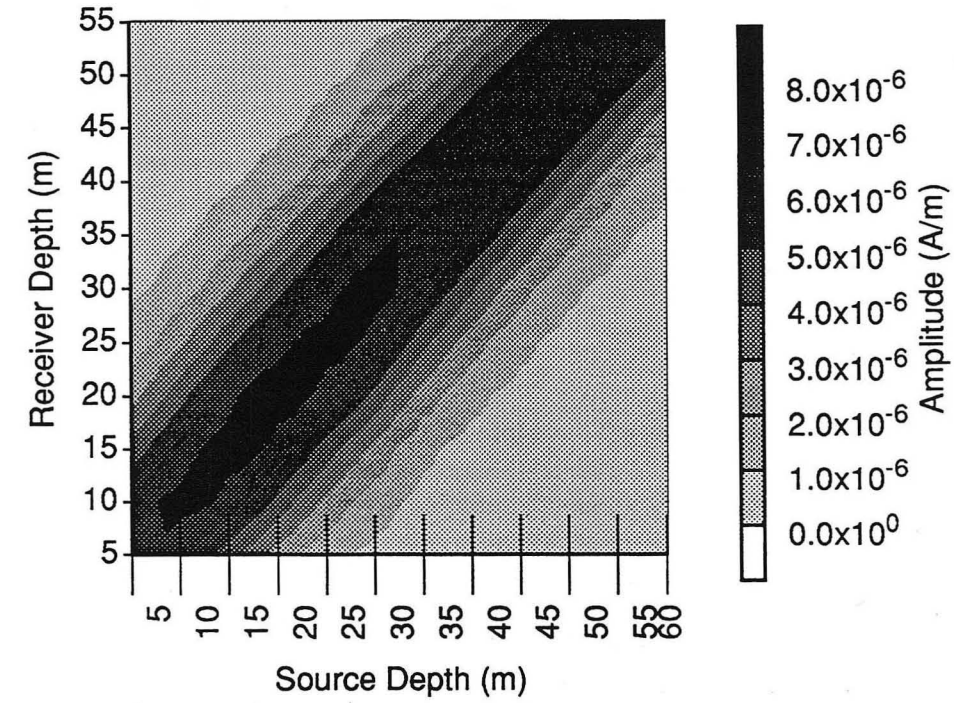 55
50
45
40
35
30
25
20
15
10
5
Receiver Depth (m)
5 10 15 20 25 30 35 40 45 50 55 60
Source Depth (m)
8.0x10⁻⁶
7.0x10⁻⁶
6.0x10⁻⁶
5.0x10⁻⁶
4.0x10⁻⁶
3.0x10⁻⁶
2.0x10⁻⁶
1.0x10⁻⁶
0.0x10⁰
Amplitude (A/m)